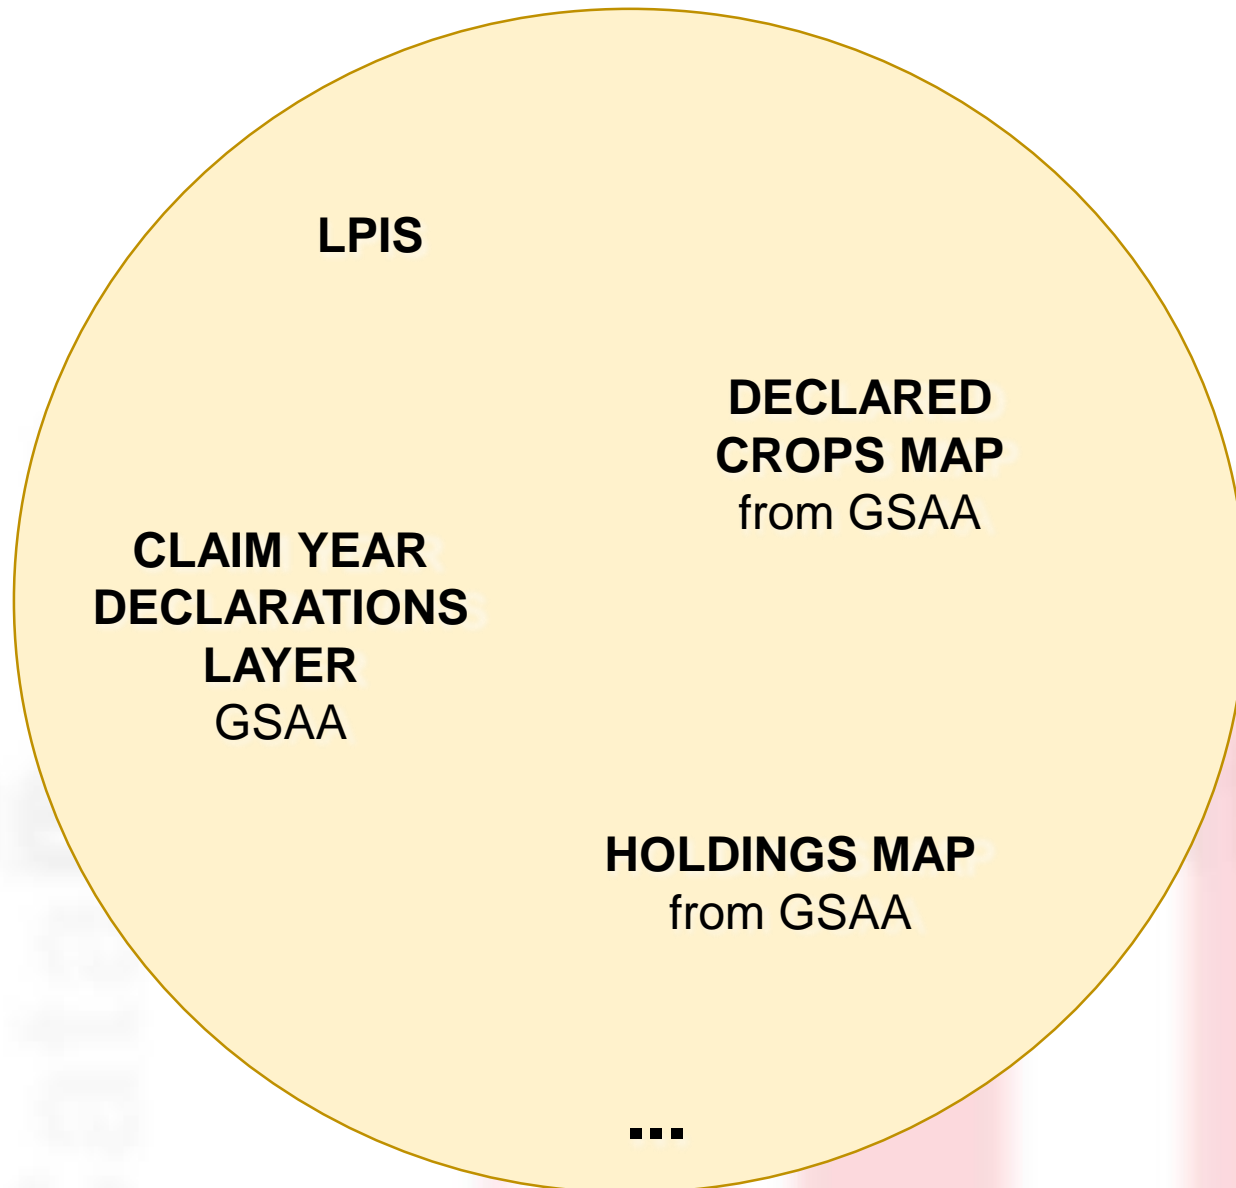 LPIS
DECLARED
CROPS MAP
from GSAA
CLAIM YEAR
DECLARATIONS
LAYER
GSAA
HOLDINGS MAP
from GSAA
...